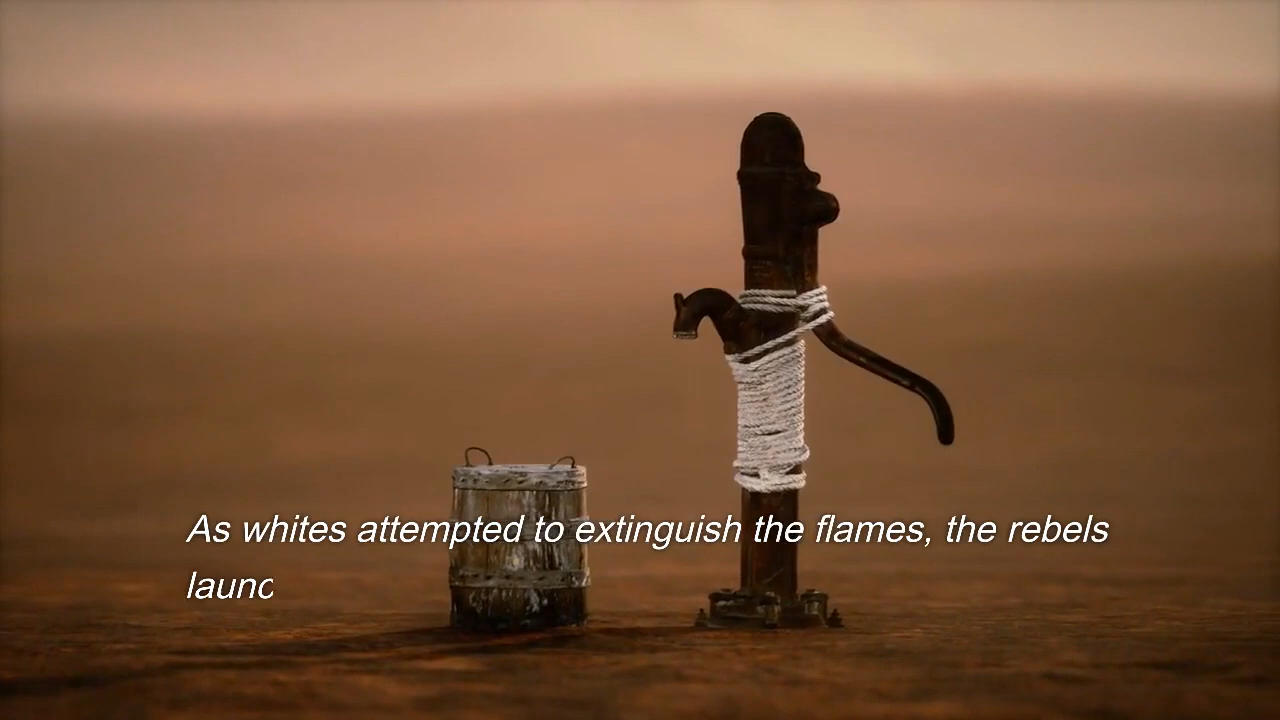 As whites attempted to extinguish the flames, the rebels
launc